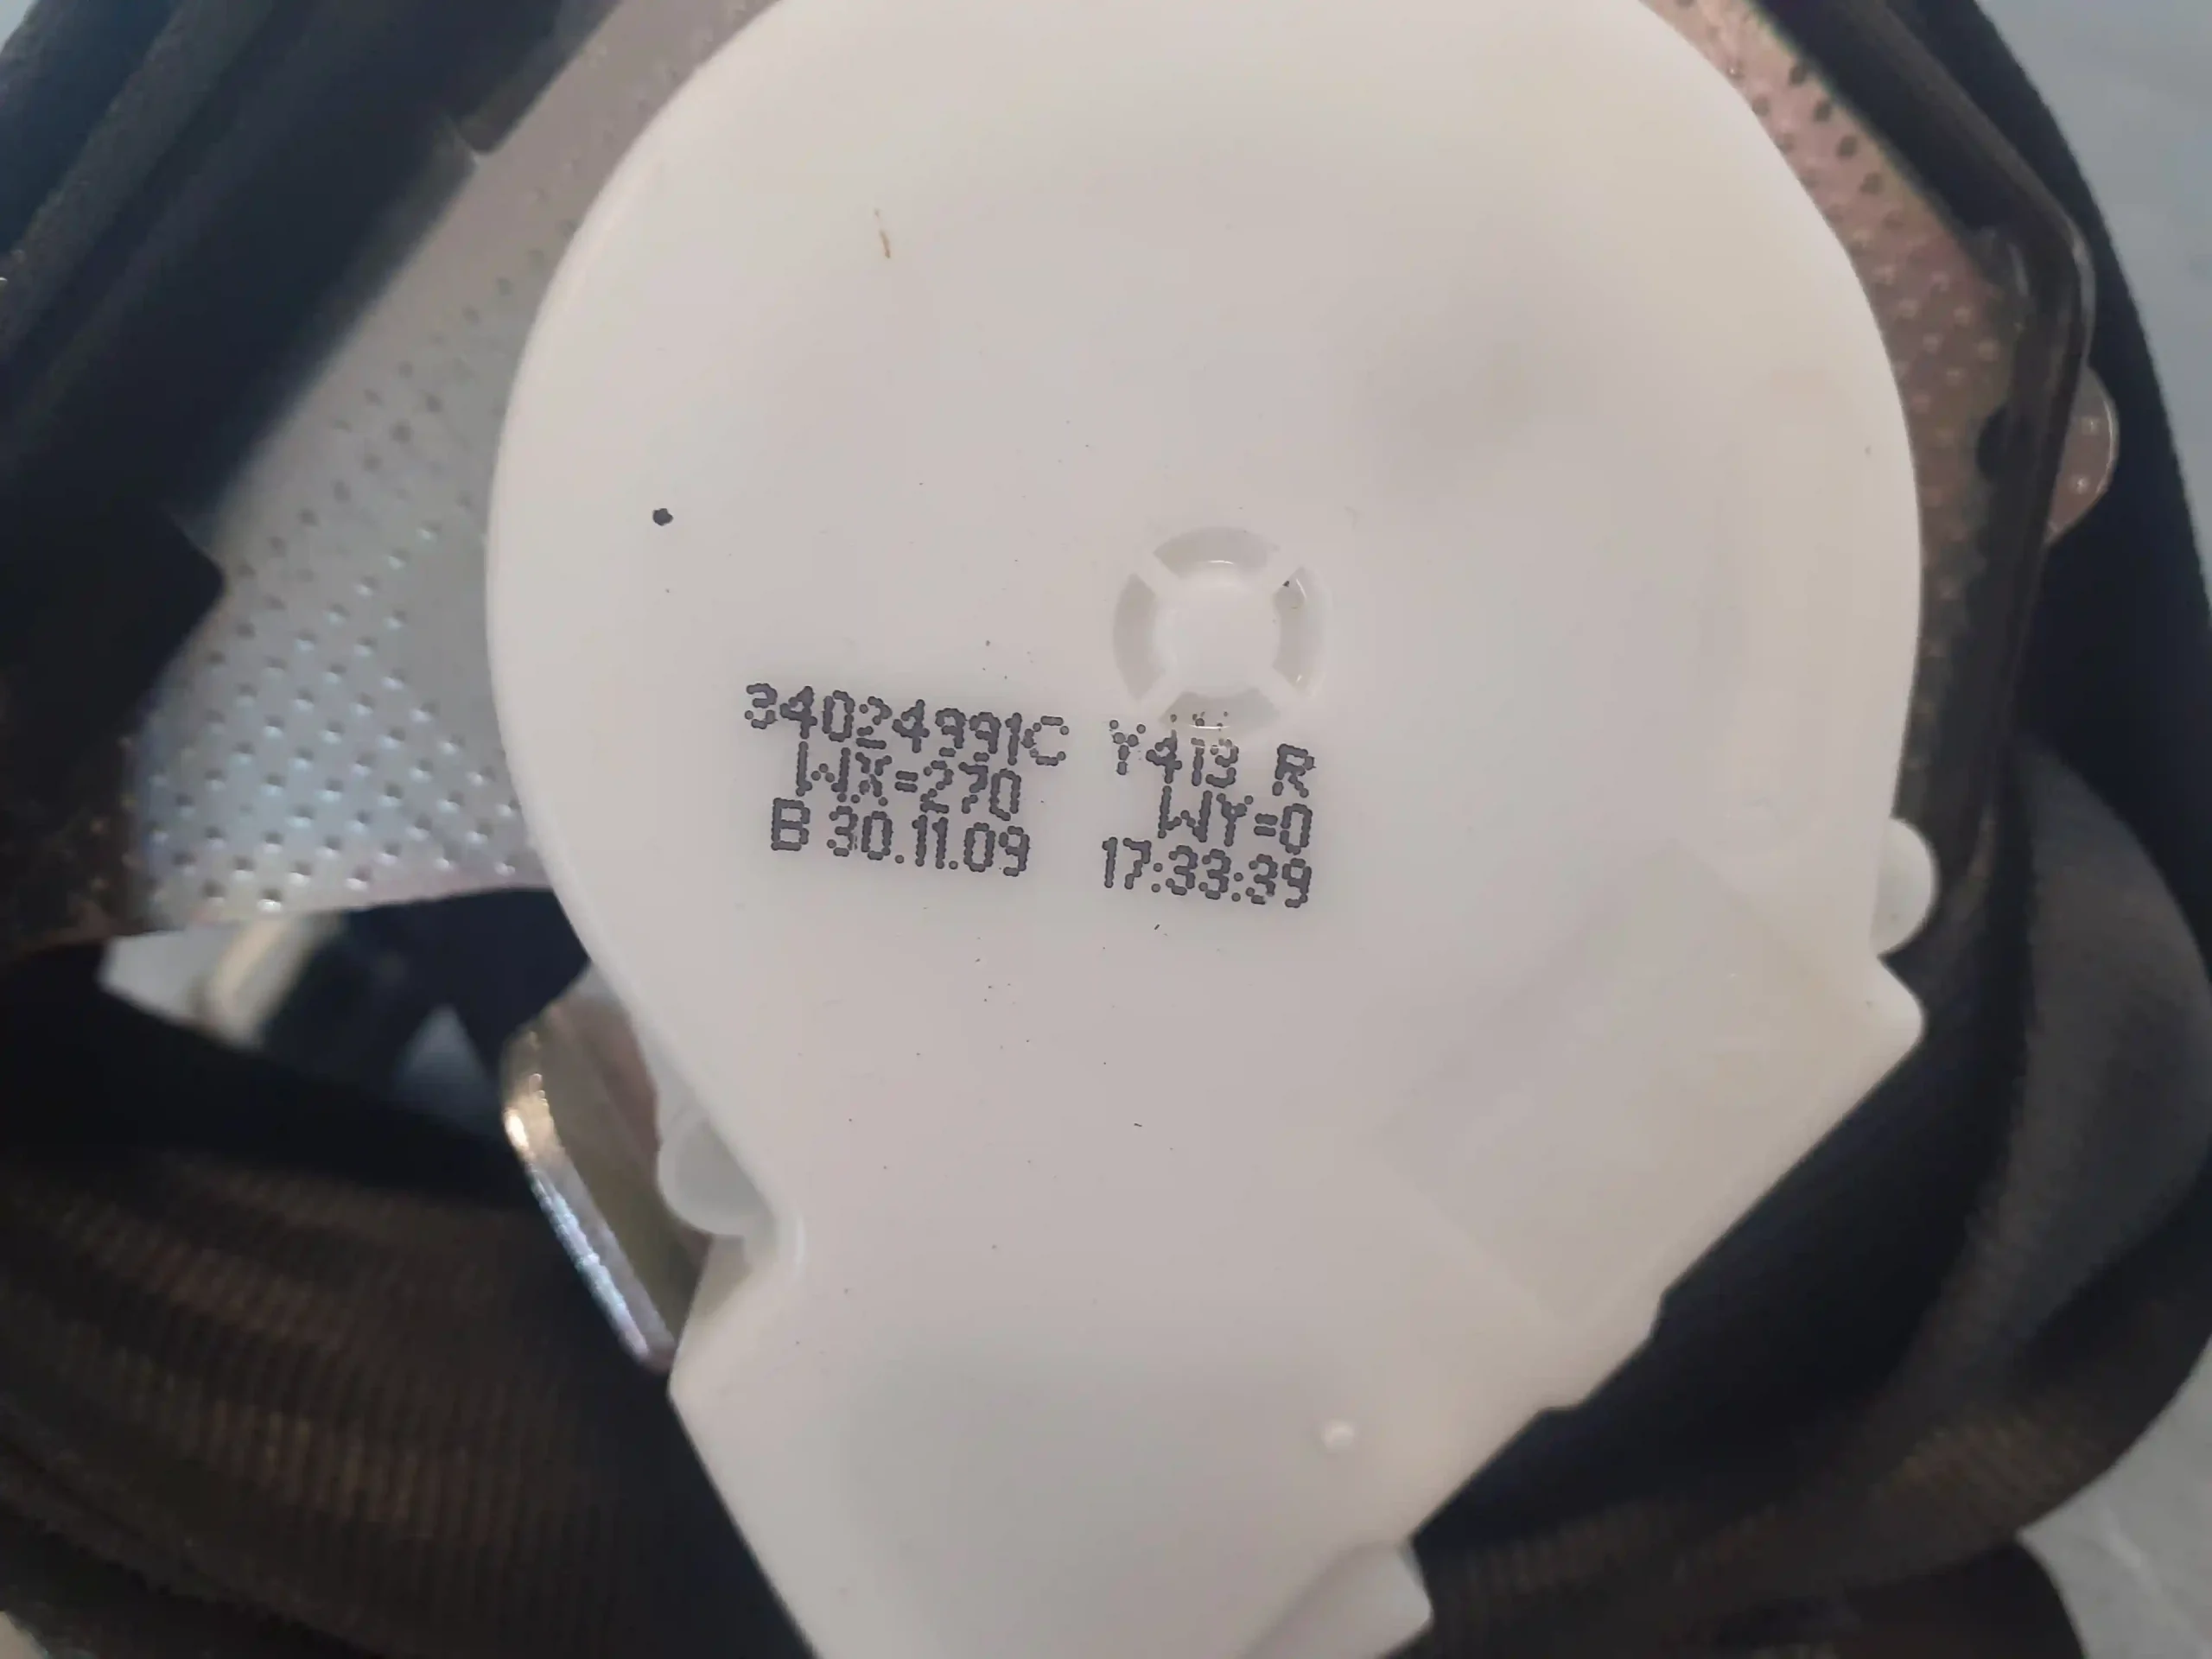 34024991C Y413 R
WX=270 WY=0
B 30.11.09 17:33:39